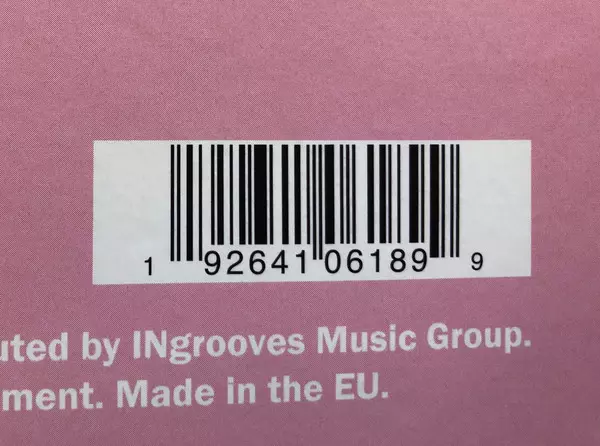 1 92641 06189 9
uted by INgrooves Music Group.
ment. Made in the EU.